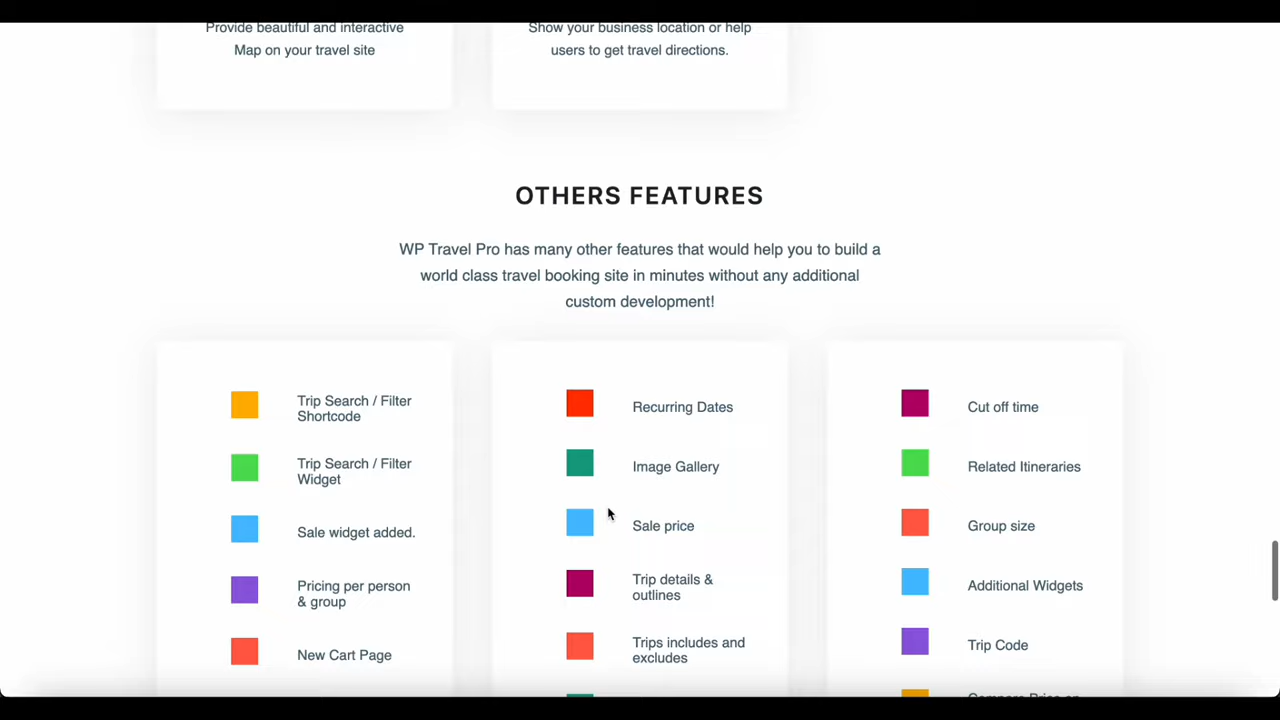 Provide beautiful and interactive
Map on your travel site
Show your business location or help
users to get travel directions.
OTHERS FEATURES
WP Travel Pro has many other features that would help you to build a
world class travel booking site in minutes without any additional
custom development!
Trip Search / Filter
Shortcode
Trip Search / Filter
Widget
Sale widget added.
Pricing per person
& group
New Cart Page
Recurring Dates
Image Gallery
Sale price
Trip details &
outlines
Trips includes and
excludes
Cut off time
Related Itineraries
Group size
Additional Widgets
Trip Code
Compare Price on